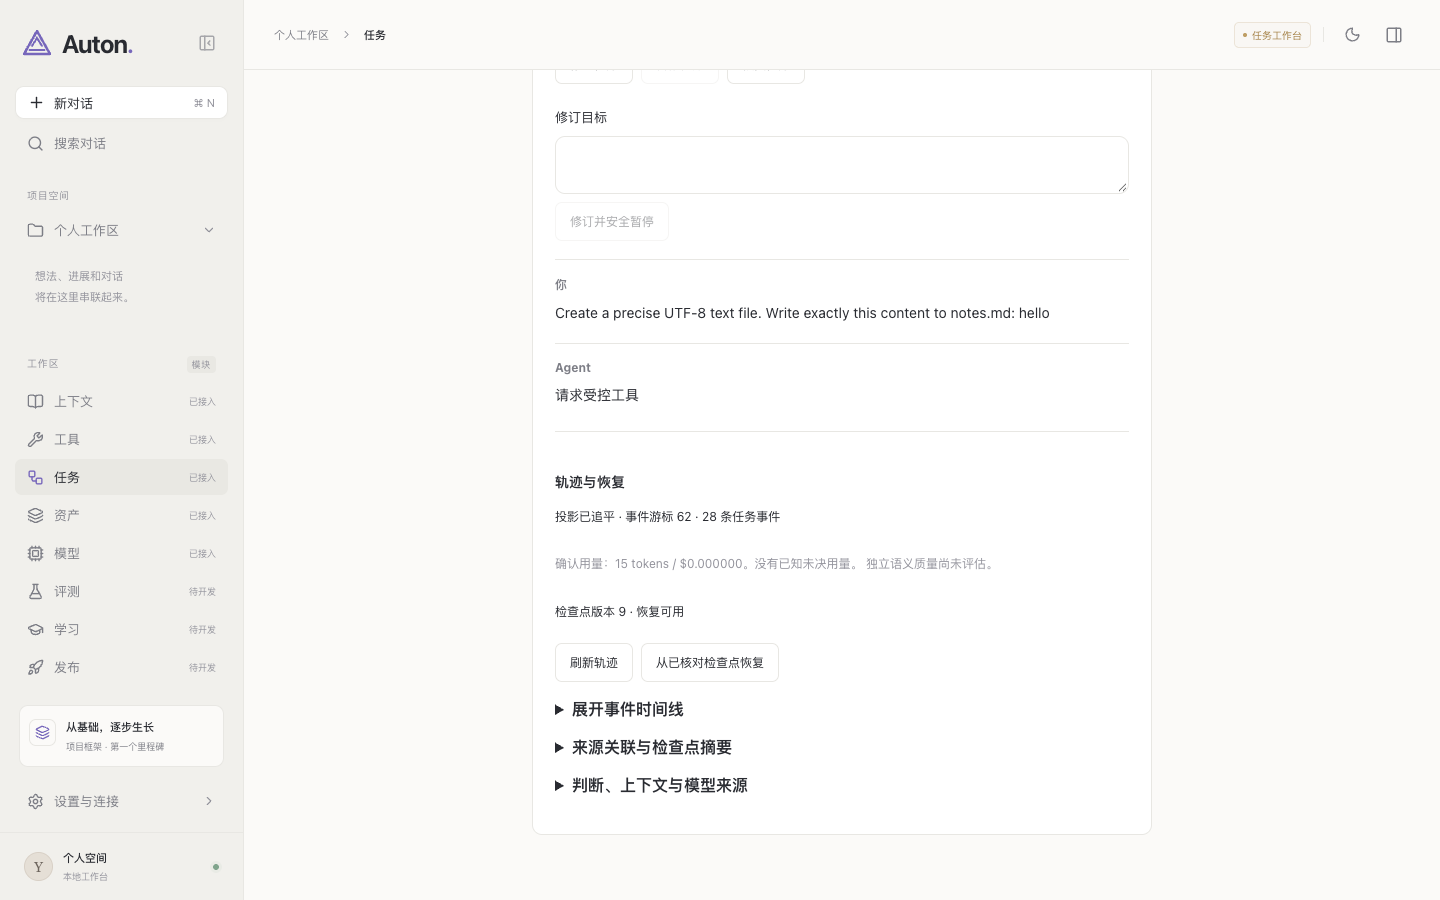 Auton.
新对话 ⌘ N
搜索对话
项目空间
个人工作区
想法、进展和对话
将在这里串联起来。
工作区 模块
上下文 已接入
工具 已接入
任务 已接入
资产 已接入
模型 已接入
评测 待开发
学习 待开发
发布 待开发
从基础，逐步生长
项目框架 · 第一个里程碑
设置与连接
Y
个人空间
本地工作台
个人工作区 > 任务
任务工作台
修订目标
修订并安全暂停
你
Create a precise UTF-8 text file. Write exactly this content to notes.md: hello
Agent
请求受控工具
轨迹与恢复
投影已追平 · 事件游标 62 · 28 条任务事件
确认用量：15 tokens / $0.000000。没有已知未决用量。 独立语义质量尚未评估。
检查点版本 9 · 恢复可用
刷新轨迹 从已核对检查点恢复
▶ 展开事件时间线
▶ 来源关联与检查点摘要
▶ 判断、上下文与模型来源